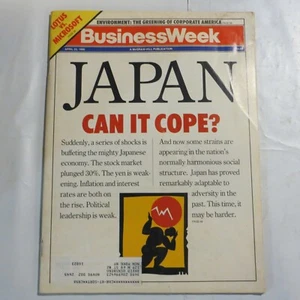 LOTUS
VS.
MICROSOFT
ENVIRONMENT: THE GREENING OF CORPORATE AMERICA
BusinessWeek
A McGRAW-HILL PUBLICATION
JAPAN
CAN IT COPE?
Suddenly, a series of shocks is
buffeting the mighty Japanese
economy. The stock market
plunged 30%. The yen is weak-
ening. Inflation and interest
rates are both on
the rise. Political
leadership is weak.
And now some strains are
appearing in the nation's
normally harmonious social
structure. Japan has proved
remarkably adaptable to
adversity in the
past. This time, it
may be harder.